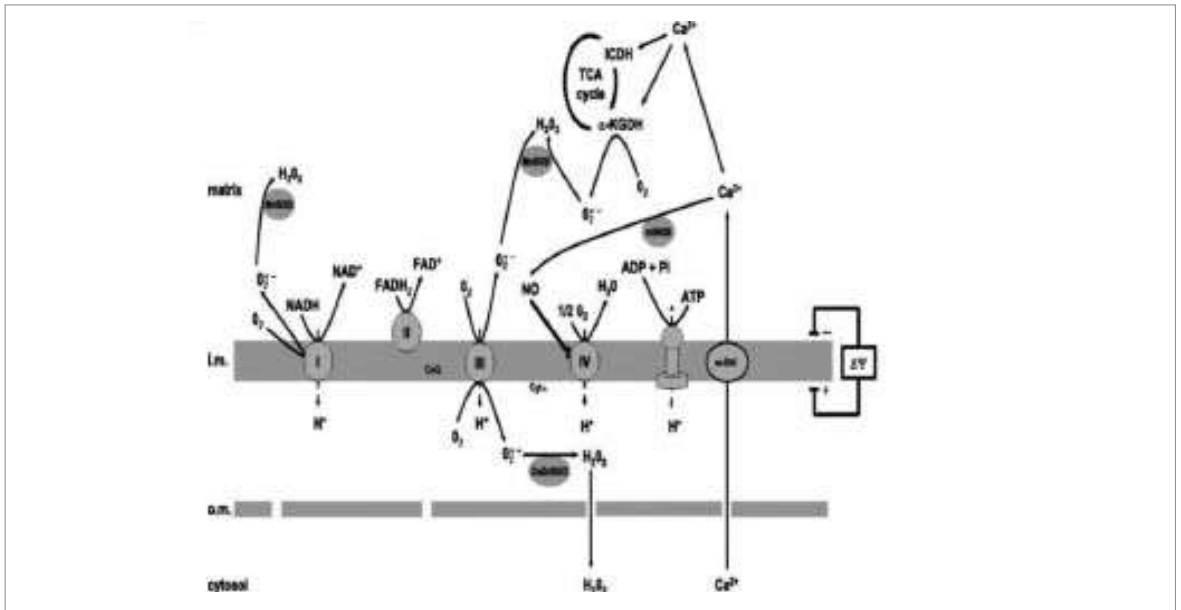 Ca²⁺
ICDH
TCA
cycle
α-KGDH
H₂O₂
MnSOD
O₂
O₂•⁻
Ca²⁺
matrix
H₂O₂
MnSOD
O₂•⁻
NAD⁺
FAD⁺
O₂•⁻
ADP + Pi
NADH
FADH₂
O₂
NO
H₂O
ATP
O₂
1/2 O₂
II
i.m.
I
III
IV
CoQ
ΔΨ
−
+
H⁺
H⁺
H⁺
H⁺
O₂
O₂•⁻
H₂O₂
o.m.
cytosol
H₂O₂
Ca²⁺